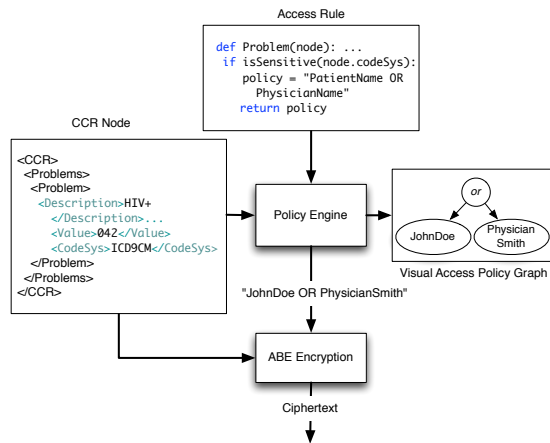 Access Rule
def Problem(node): ...
if isSensitive(node.codeSys):
policy = "PatientName OR
PhysicianName"
return policy
CCR Node
<CCR>
<Problems>
<Problem>
<Description>HIV+
</Description>...
<Value>042</Value>
<CodeSys>ICD9CM</CodeSys>
</Problem>
</Problems>
</CCR>
Policy Engine
or
JohnDoe
Physician
Smith
Visual Access Policy Graph
"JohnDoe OR PhysicianSmith"
ABE Encryption
Ciphertext